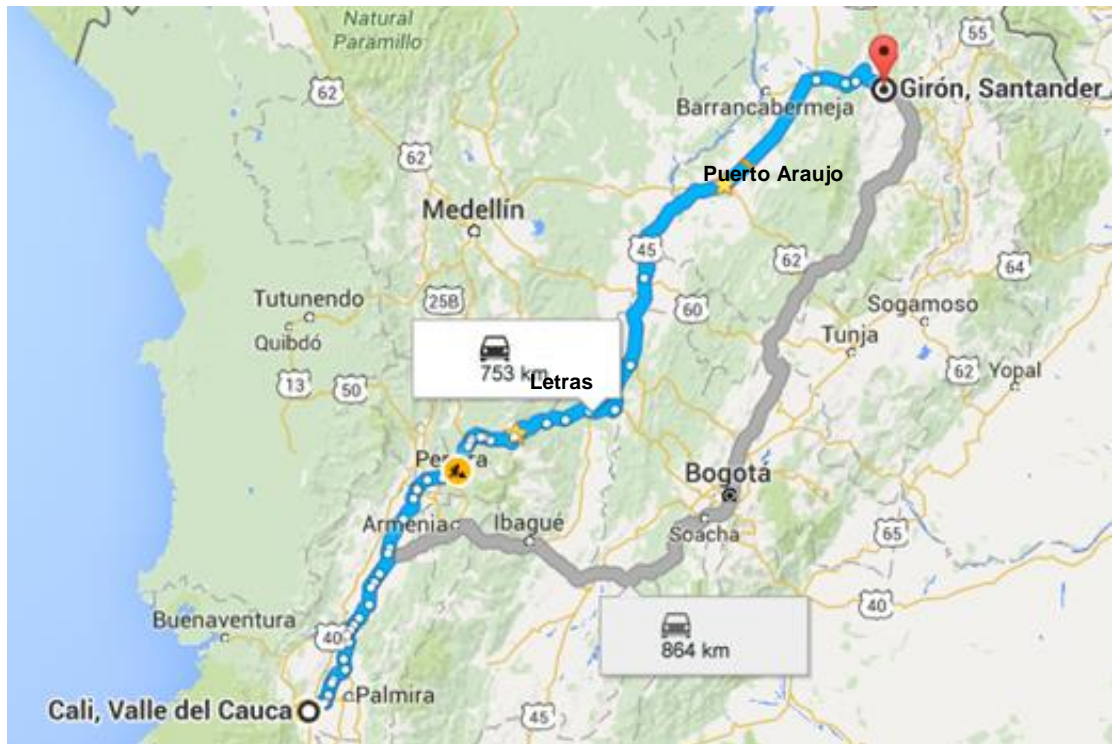 Natural
Paramillo
55
Girón, Santander
62
Barrancabermeja
62
Puerto Araujo
Medellín
45
62
64
25B
60
Sogamoso
Tutunendo
Quibdó
Tunja
753 km
Letras
13
50
62
Yopal
Bogotá
Armenia
Ibagué
Soacha
65
Buenaventura
40
40
864 km
Palmira
Cali, Valle del Cauca
45